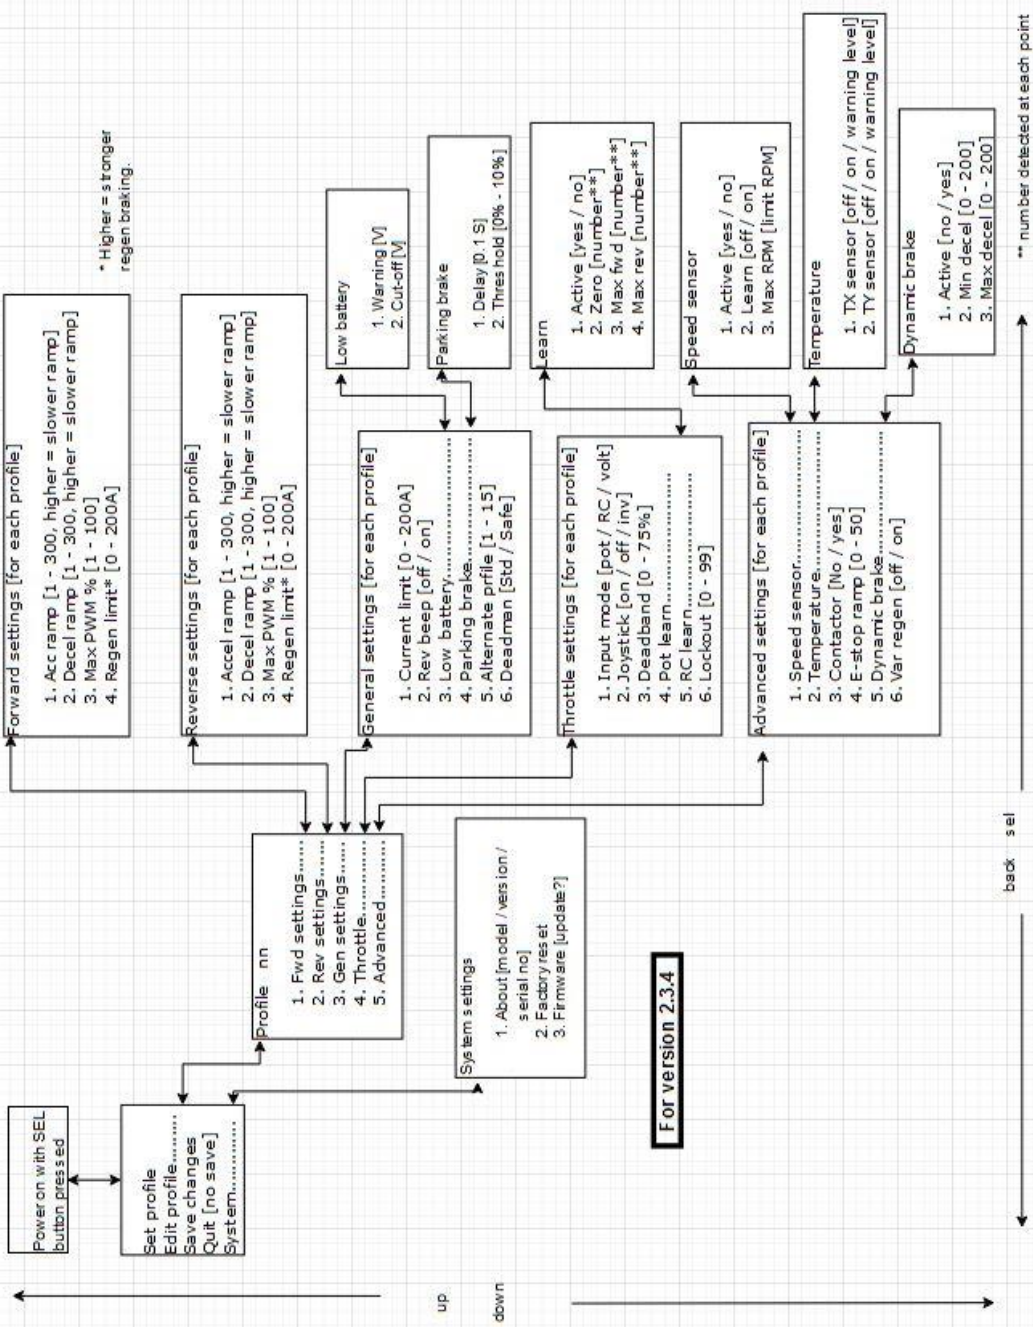 Power on with SEL
button pressed
Set profile
Edit profile.........
Save changes
Quit [no save]
System............
Profile nn
1. Fwd settings......
2. Rev settings......
3. Gen settings.....
4. Throttle............
5. Advanced..........
System settings
1. About [model / version /
serial no]
2. Factory reset
3. Firmware [update?]
For version 2.3.4
Forward settings [for each profile]
1. Acc ramp [1 - 300, higher = slower ramp]
2. Decel ramp [1 - 300, higher = slower ramp]
3. Max PWM % [1 - 100]
4. Regen limit* [0 - 200A]
* Higher = stronger
regen braking.
Reverse settings [for each profile]
1. Accel ramp [1 - 300, higher = slower ramp]
2. Decel ramp [1 - 300, higher = slower ramp]
3. Max PWM % [1 - 100]
4. Regen limit* [0 - 200A]
General settings [for each profile]
1. Current limit [0 - 200A]
2. Rev beep [off / on]
3. Low battery............................
4. Parking brake..........................
5. Alternate prfile [1 - 15]
6. Deadman [Std / Safe]
Low battery
1. Warning [V]
2. Cut-off [V]
Parking brake
1. Delay [0.1 S]
2. Threshold [0% - 10%]
Throttle settings [for each profile]
1. Input mode [pot / RC / volt]
2. Joystick [on / off / inv]
3. Deadband [0 - 75%]
4. Pot learn..............................
5. RC learn...............................
6. Lockout [0 - 99]
Learn
1. Active [yes / no]
2. Zero [number**]
3. Max fwd [number**]
4. Max rev [number**]
Advanced settings [for each profile]
1. Speed sensor...........................
2. Temperature............................
3. Contactor [No / yes]
4. E-stop ramp [0 - 50]
5. Dynamic brake..........................
6. Var regen [off / on]
Speed sensor
1. Active [yes / no]
2. Learn [off / on]
3. Max RPM [limit RPM]
Temperature
1. TX sensor [off / on / warning level]
2. TY sensor [off / on / warning level]
Dynamic brake
1. Active [no / yes]
2. Min decel [0 - 200]
3. Max decel [0 - 200]
up
down
back sel
** number detected at each point